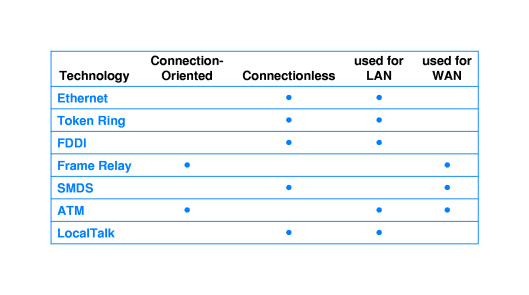 Technology Connection-Oriented Connectionless used for LAN used for WAN
Ethernet • •
Token Ring • •
FDDI • •
Frame Relay • •
SMDS • •
ATM • • •
LocalTalk • •